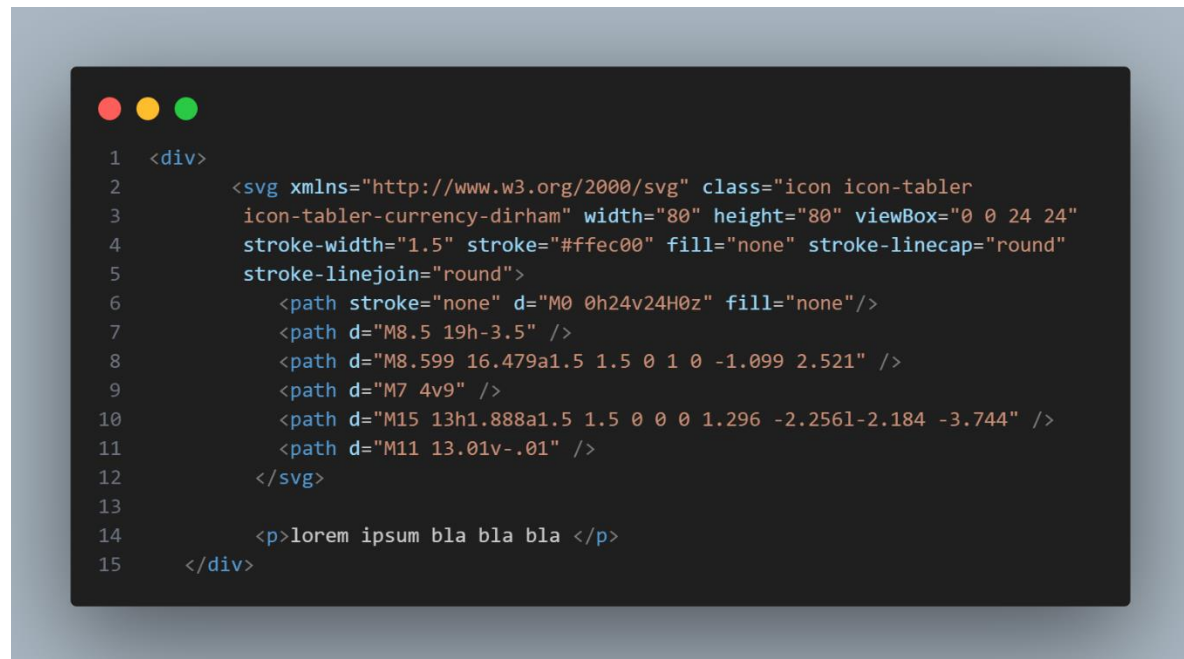 1 <div>
2 <svg xmlns="http://www.w3.org/2000/svg" class="icon icon-tabler
3 icon-tabler-currency-dirham" width="80" height="80" viewBox="0 0 24 24"
4 stroke-width="1.5" stroke="#ffec00" fill="none" stroke-linecap="round"
5 stroke-linejoin="round">
6 <path stroke="none" d="M0 0h24v24H0z" fill="none"/>
7 <path d="M8.5 19h-3.5" />
8 <path d="M8.599 16.479a1.5 1.5 0 1 0 -1.099 2.521" />
9 <path d="M7 4v9" />
10 <path d="M15 13h1.888a1.5 1.5 0 0 0 1.296 -2.256l-2.184 -3.744" />
11 <path d="M11 13.01v-.01" />
12 </svg>
13
14 <p>lorem ipsum bla bla bla </p>
15 </div>